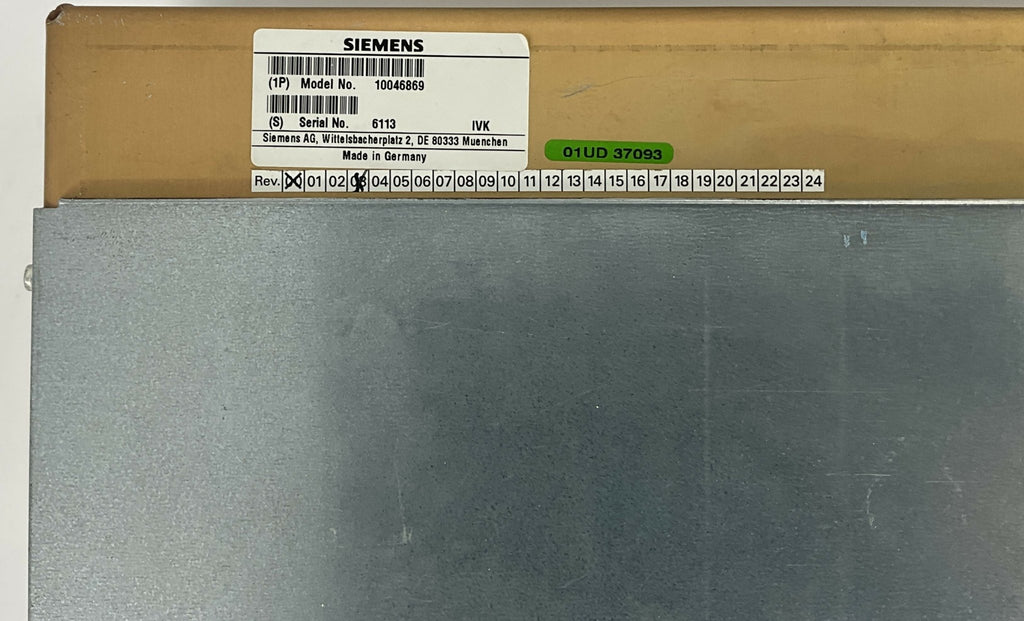 SIEMENS
(1P) Model No. 10046869
(S) Serial No. 6113 IVK
Siemens AG, Wittelsbacherplatz 2, DE 80333 Muenchen
Made in Germany
01UD 37093
Rev. 00 01 02 03 04 05 06 07 08 09 10 11 12 13 14 15 16 17 18 19 20 21 22 23 24